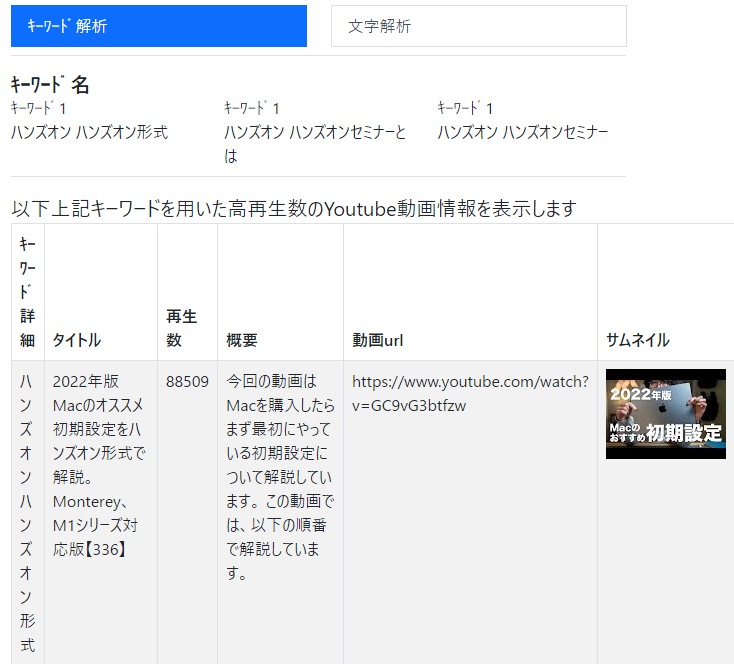 ｷｰﾜｰﾄﾞ解析
文字解析
ｷｰﾜｰﾄﾞ名
ｷｰﾜｰﾄﾞ1
ハンズオン ハンズオン形式
ｷｰﾜｰﾄﾞ1
ハンズオン ハンズオンセミナーと
は
ｷｰﾜｰﾄﾞ1
ハンズオン ハンズオンセミナー
以下上記キーワードを用いた高再生数のYoutube動画情報を表示します
ｷｰ
ﾜｰ
ﾄﾞ
詳
細
タイトル
再生
数
概要
動画url
サムネイル
ハ
ン
ズ
オ
ン
ハ
ン
ズ
オ
ン
形
式
2022年版
Macのオススメ
初期設定をハ
ンズオン形式で
解説。
Monterey、
M1シリーズ対
応版【336】
88509
今回の動画は
Macを購入したら
まず最初にやって
いる初期設定に
ついて解説してい
ます。この動画で
は、以下の順番
で解説していま
す。
https://www.youtube.com/watch?
v=GC9vG3btfzw
2022年版
Macの
おすすめ 初期設定